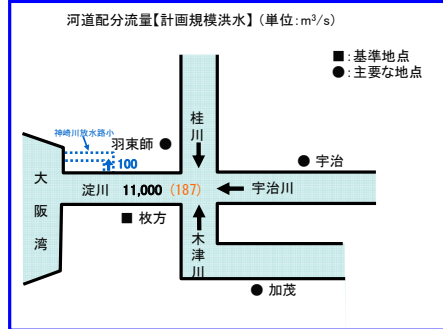 河道配分流量【計画規模洪水】（単位：m³/s）
■：基準地点
●：主要な地点
神崎川放水路小
羽束師 ●
桂川
100
● 宇治
大阪湾
淀川 11,000 (187)
宇治川
■ 枚方
木津川
● 加茂